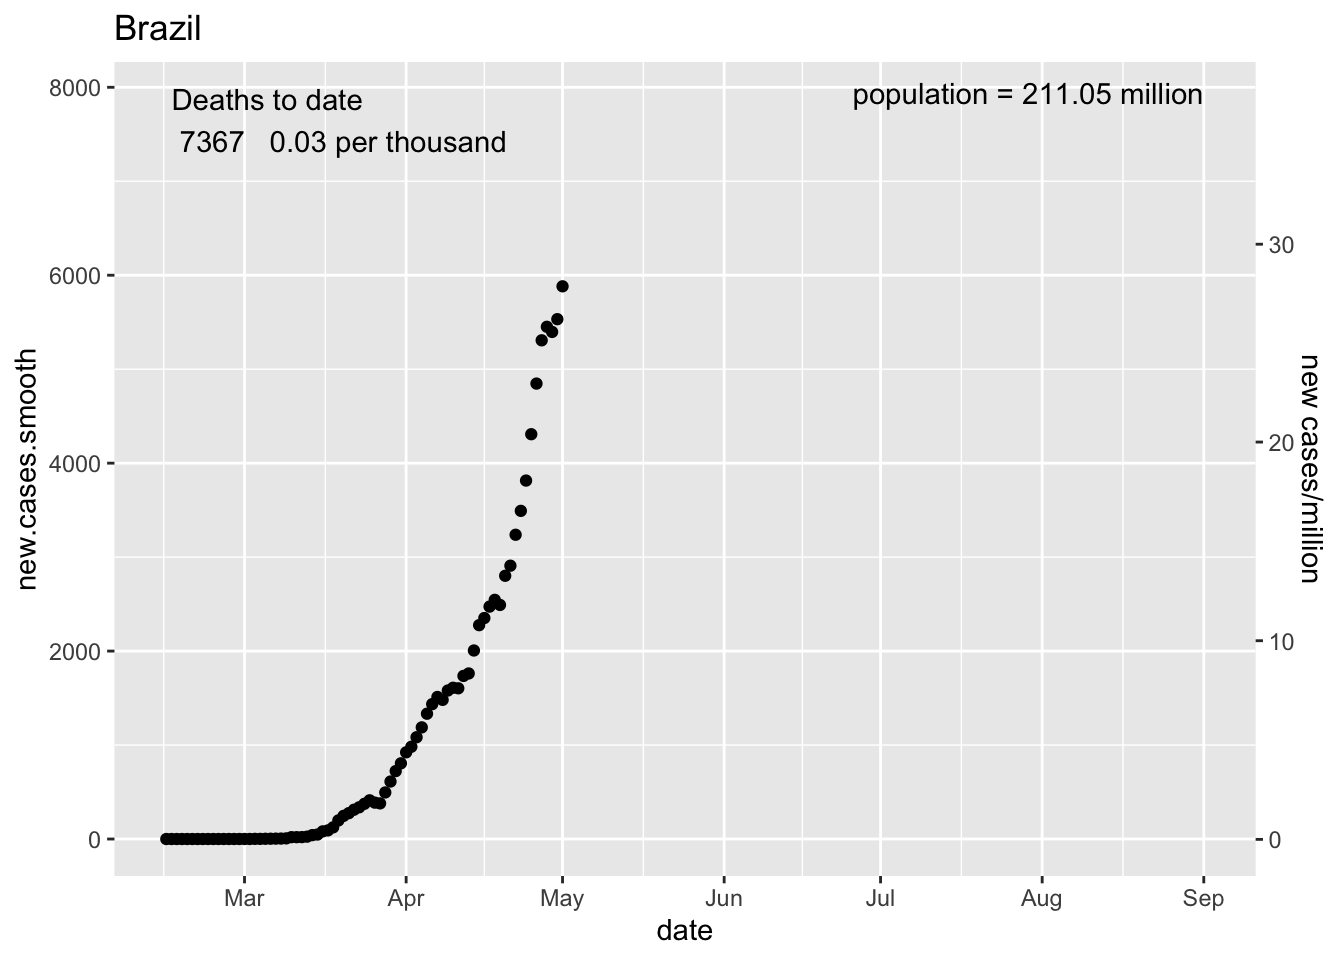 Brazil
Deaths to date
7367 0.03 per thousand
population = 211.05 million
8000
6000
4000
2000
0
new.cases.smooth
30
20
10
0
new cases/million
Mar Apr May Jun Jul Aug Sep
date